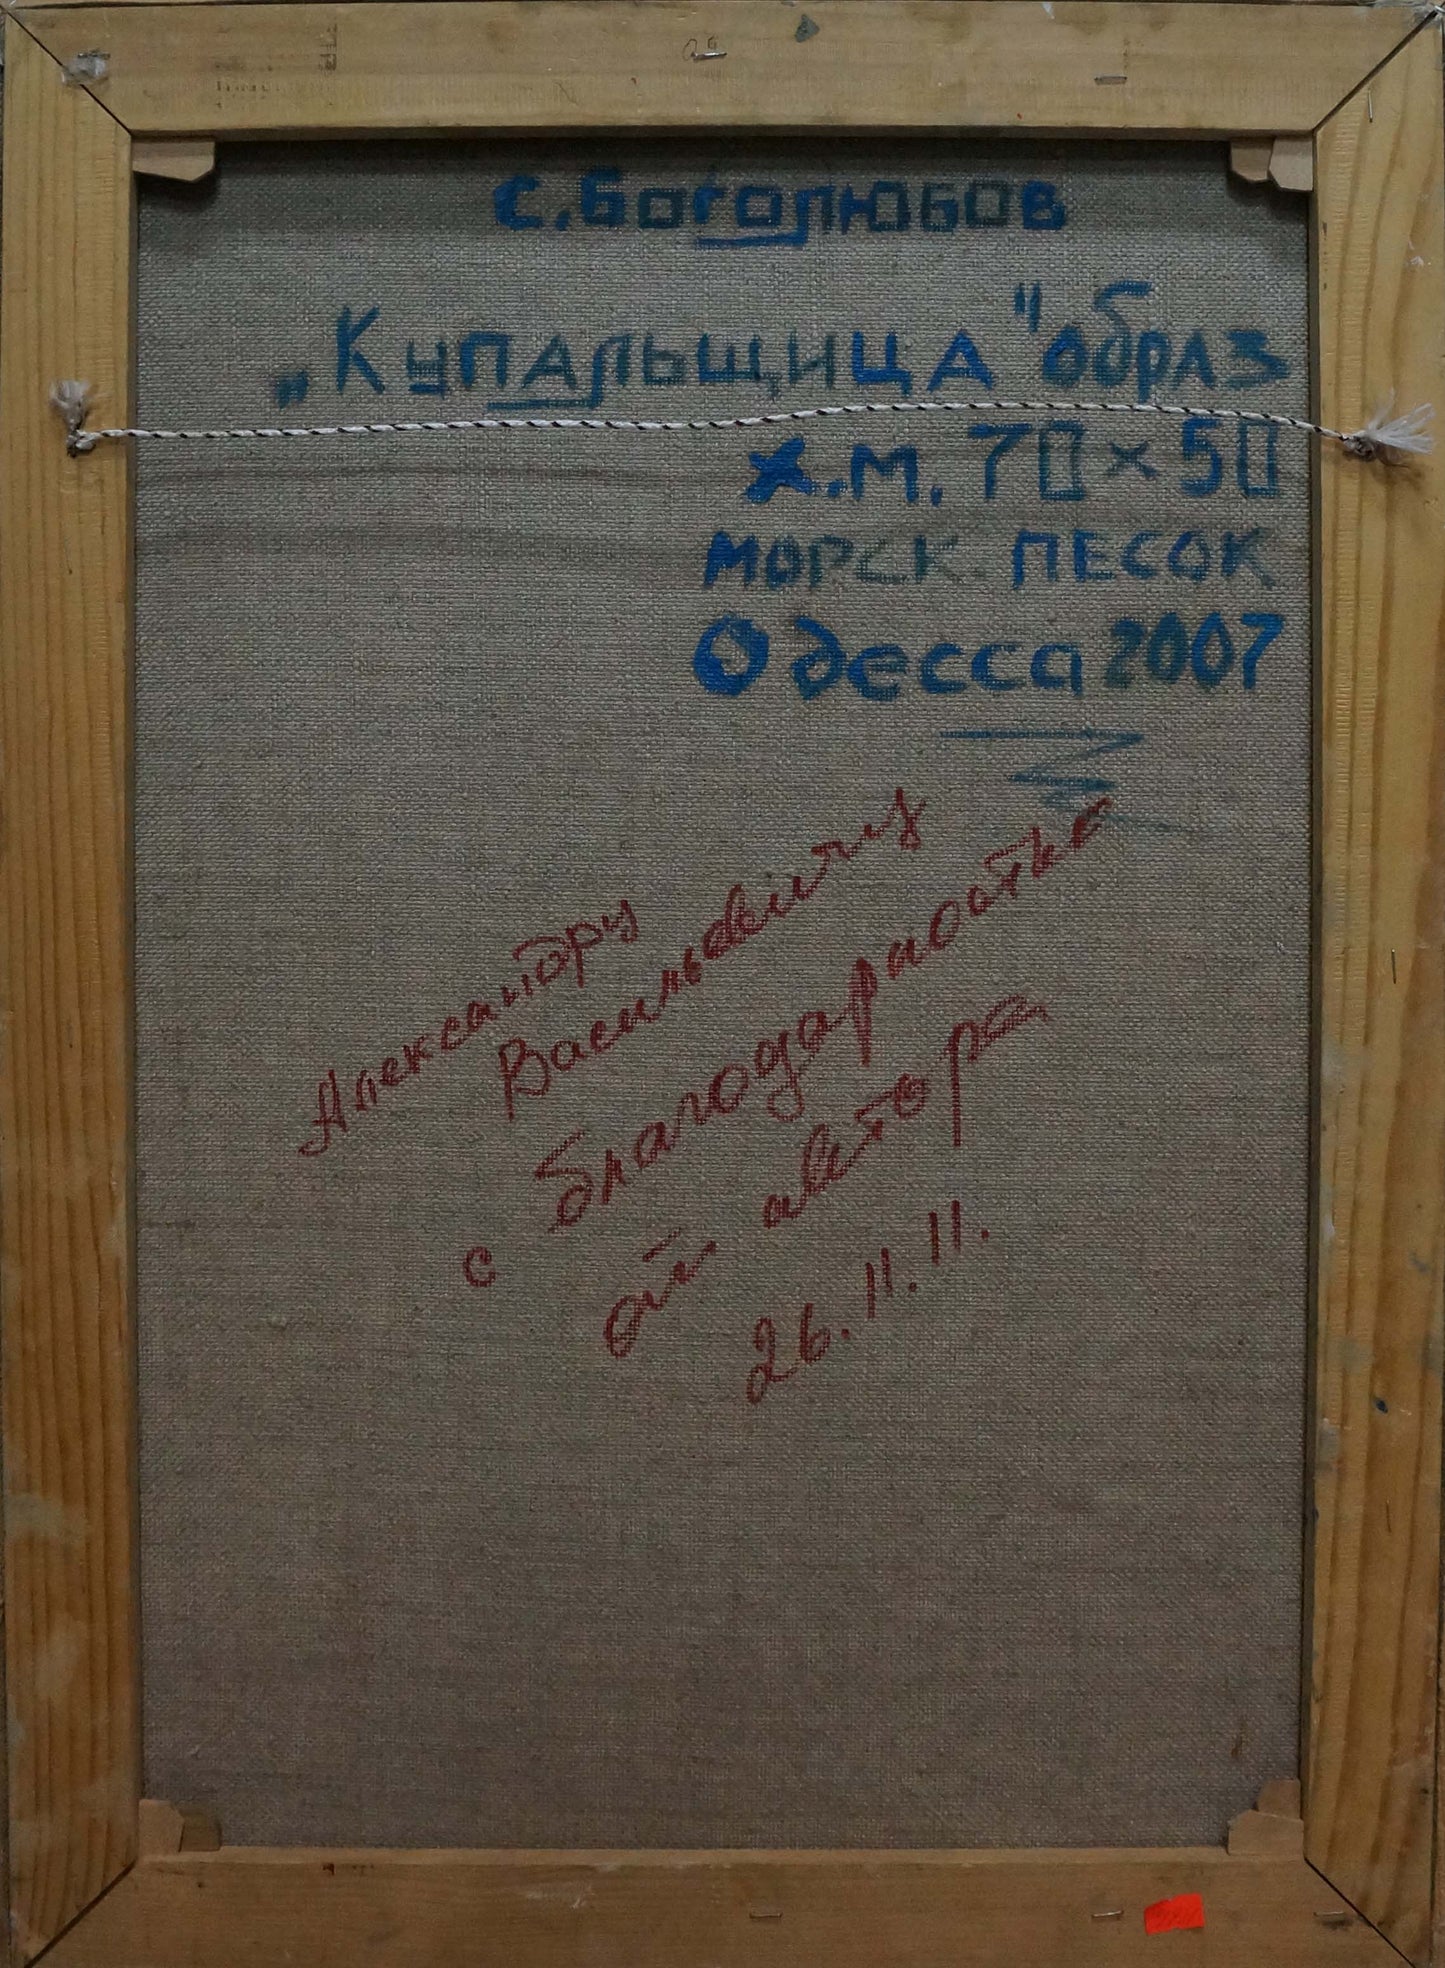 С. Боголюбов
„Купальщица" образ
х.м. 70×50
морск. песок
Одесса 2007
Александру
Васильевичу
с благодарностью
от автора
26.11.11.